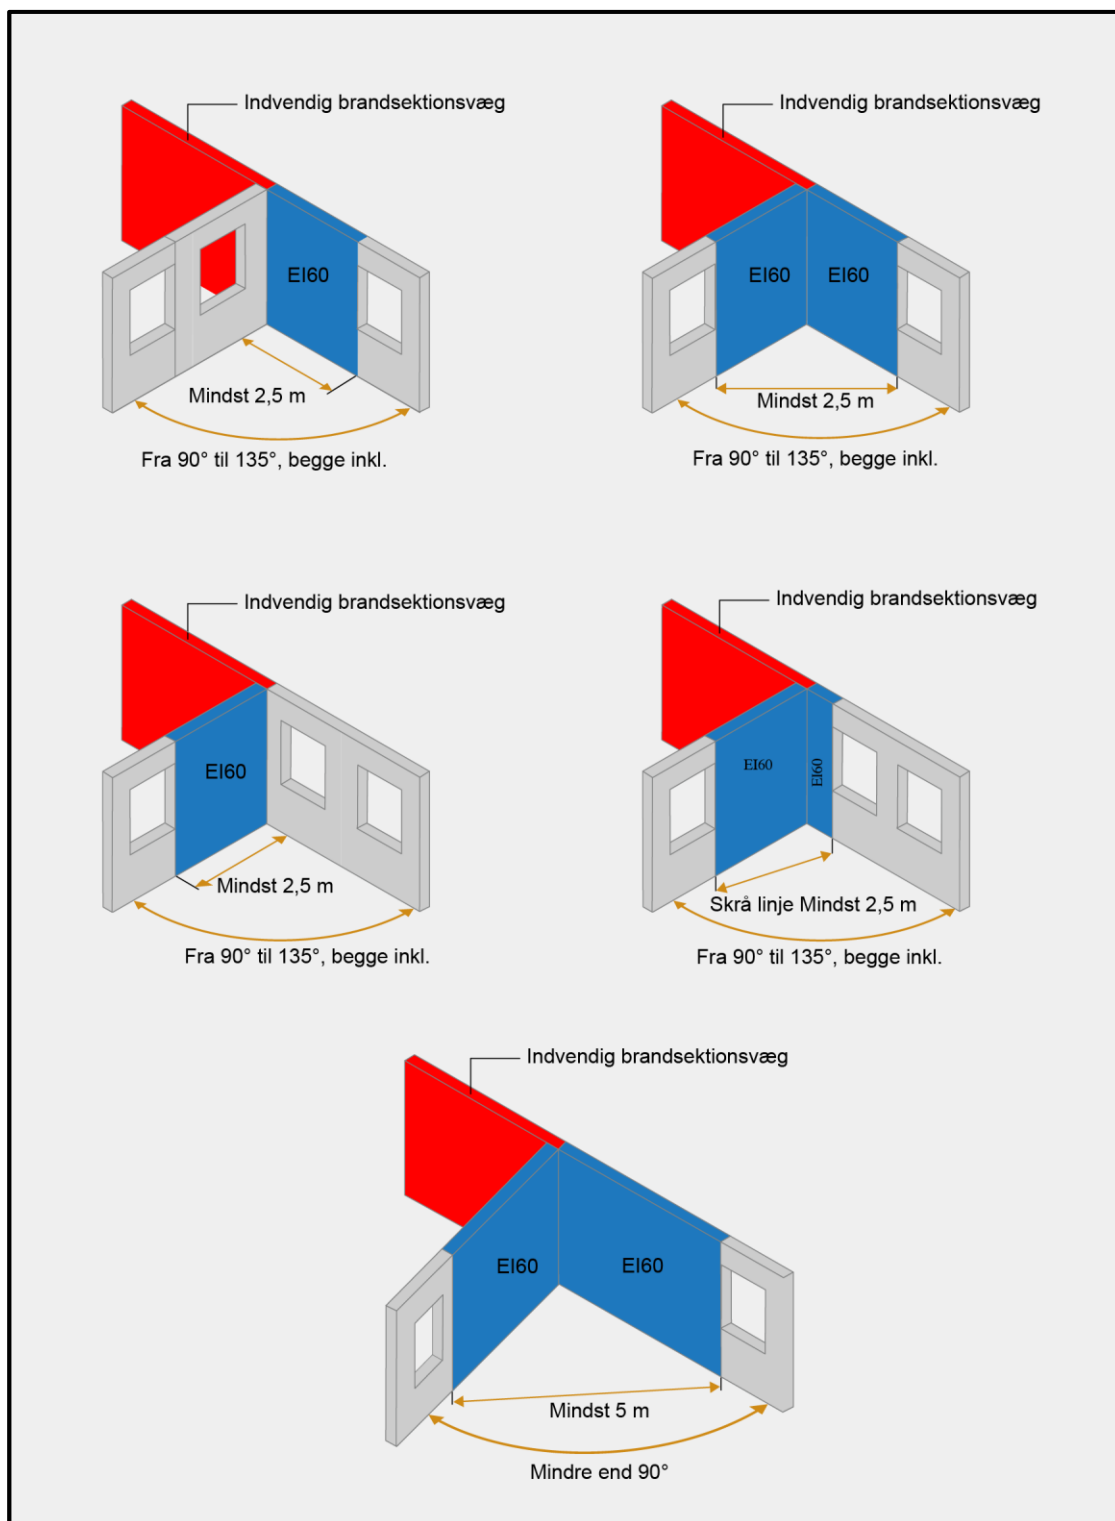 Indvendig brandsektionsvæg
EI60
Mindst 2,5 m
Fra 90° til 135°, begge inkl.
Indvendig brandsektionsvæg
EI60
EI60
Mindst 2,5 m
Fra 90° til 135°, begge inkl.
Indvendig brandsektionsvæg
EI60
Mindst 2,5 m
Fra 90° til 135°, begge inkl.
Indvendig brandsektionsvæg
EI60
EI60
Skrå linje Mindst 2,5 m
Fra 90° til 135°, begge inkl.
Indvendig brandsektionsvæg
EI60
EI60
Mindst 5 m
Mindre end 90°